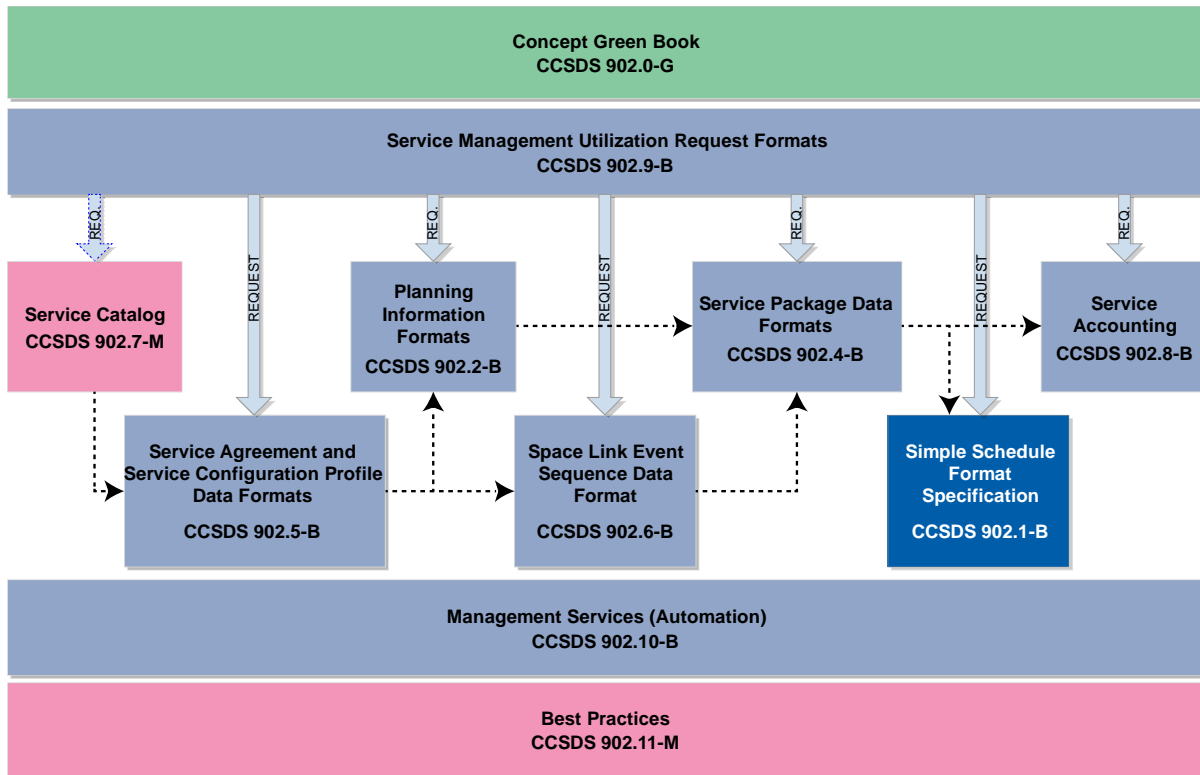 Concept Green Book
CCSDS 902.0-G
Service Management Utilization Request Formats
CCSDS 902.9-B
REQ.
REQUEST
REQ.
REQUEST
REQ.
REQUEST
REQ.
Service Catalog
CCSDS 902.7-M
Planning
Information
Formats
CCSDS 902.2-B
Service Package Data
Formats
CCSDS 902.4-B
Service
Accounting
CCSDS 902.8-B
Service Agreement and
Service Configuration Profile
Data Formats
CCSDS 902.5-B
Space Link Event
Sequence Data
Format
CCSDS 902.6-B
Simple Schedule
Format
Specification
CCSDS 902.1-B
Management Services (Automation)
CCSDS 902.10-B
Best Practices
CCSDS 902.11-M